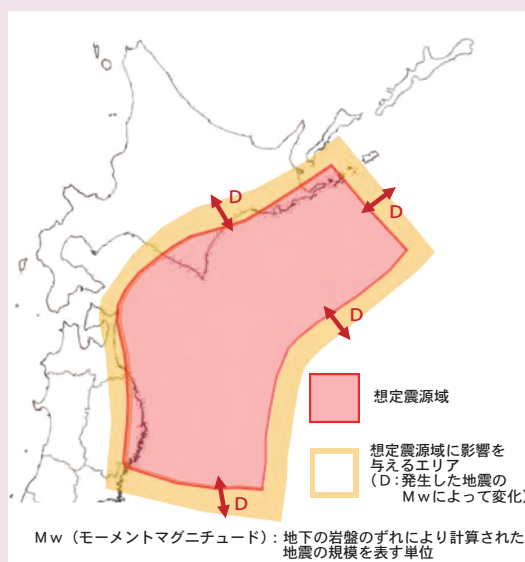 D
D
D
D
想定震源域
想定震源域に影響を
与えるエリア
（D：発生した地震の
Mwによって変化）
Mw（モーメントマグニチュード）：地下の岩盤のずれにより計算された
地震の規模を表す単位